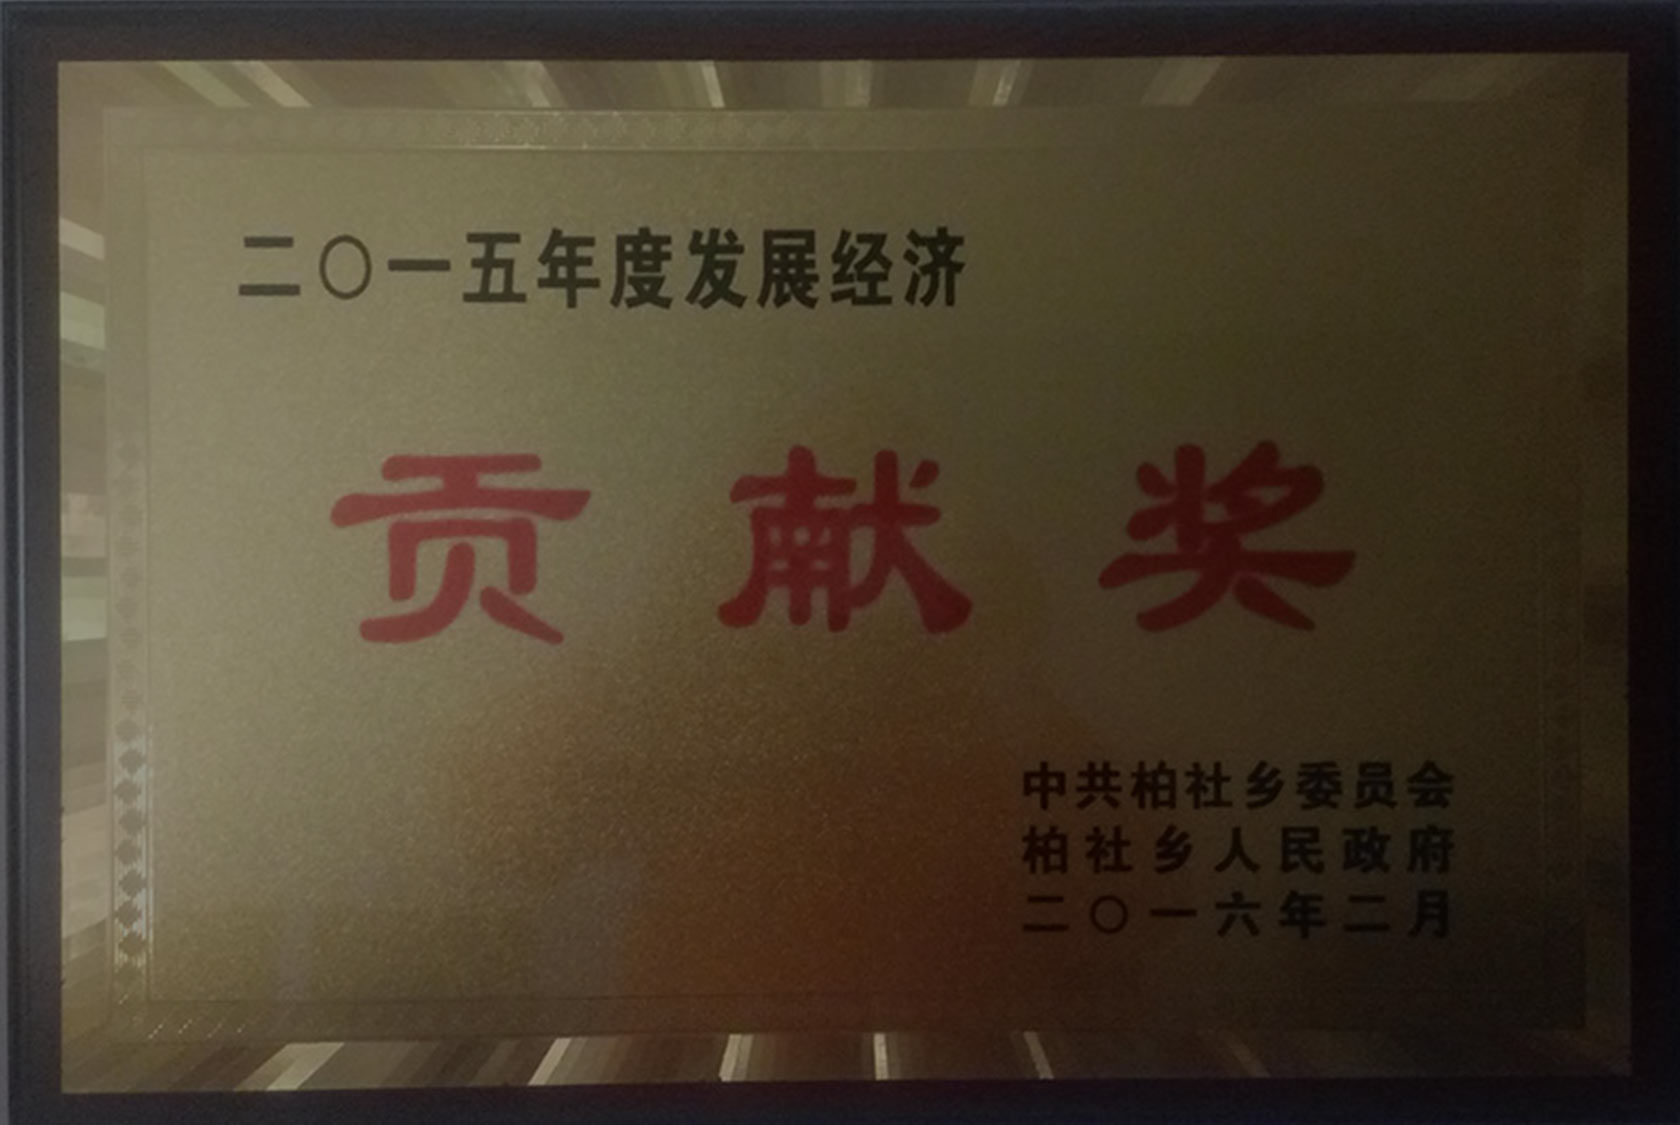 二〇一五年度发展经济
贡献奖
中共柏社乡委员会
柏社乡人民政府
二〇一六年二月